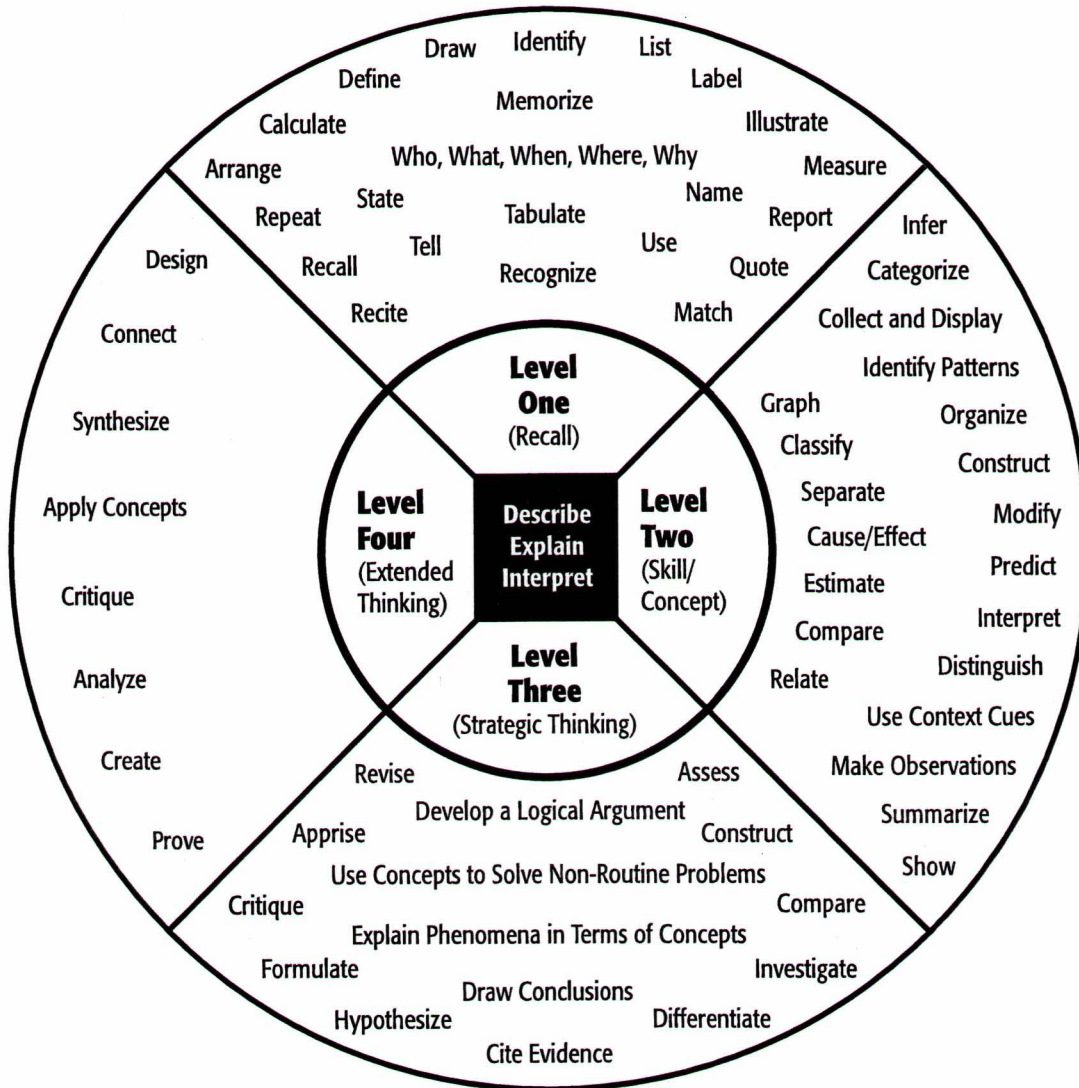 Draw
Identify
List
Define
Label
Memorize
Calculate
Illustrate
Who, What, When, Where, Why
Arrange
Measure
State
Name
Repeat
Tabulate
Report
Tell
Use
Recall
Recognize
Quote
Recite
Match
Level
One
(Recall)
Infer
Categorize
Collect and Display
Identify Patterns
Graph
Organize
Classify
Construct
Separate
Modify
Cause/Effect
Predict
Estimate
Interpret
Compare
Distinguish
Relate
Use Context Cues
Make Observations
Summarize
Show
Level
Two
(Skill/
Concept)
Describe
Explain
Interpret
Level
Three
(Strategic Thinking)
Revise
Assess
Develop a Logical Argument
Apprise
Construct
Use Concepts to Solve Non-Routine Problems
Critique
Compare
Explain Phenomena in Terms of Concepts
Formulate
Investigate
Draw Conclusions
Hypothesize
Differentiate
Cite Evidence
Level
Four
(Extended
Thinking)
Design
Connect
Synthesize
Apply Concepts
Critique
Analyze
Create
Prove